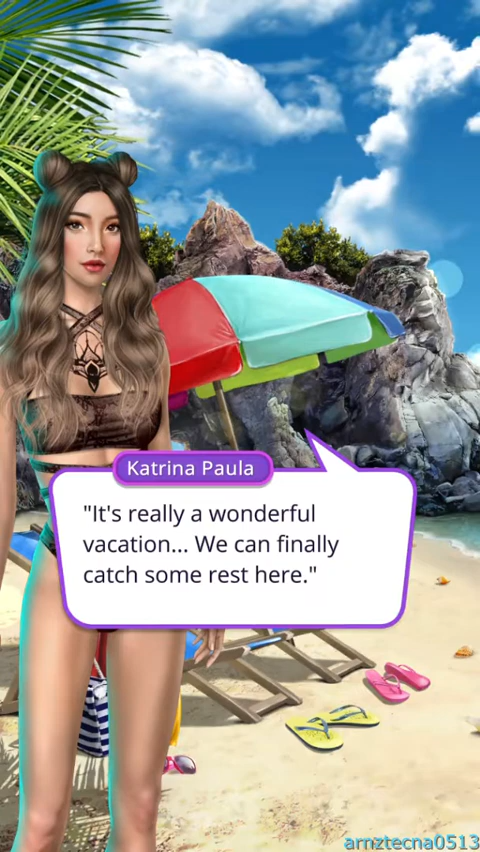 Katrina Paula
"It's really a wonderful
vacation... We can finally
catch some rest here."
arnztecna0513